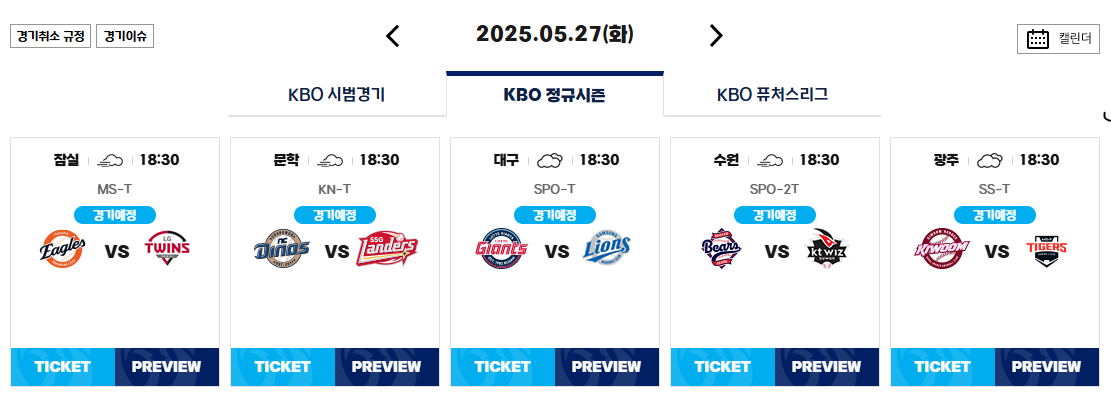 경기취소 규정 경기이슈 2025.05.27(화) 캘린더
KBO 시범경기 KBO 정규시즌 KBO 퓨처스리그
잠실 18:30
MS-T
경기예정
Eagles VS LG TWINS
TICKET PREVIEW
문학 18:30
KN-T
경기예정
NC DINOS VS SSG Landers
TICKET PREVIEW
대구 18:30
SPO-T
경기예정
Giants VS SAMSUNG Lions
TICKET PREVIEW
수원 18:30
SPO-2T
경기예정
Bears VS kt wiz
TICKET PREVIEW
광주 18:30
SS-T
경기예정
KIWOOM VS TIGERS
TICKET PREVIEW